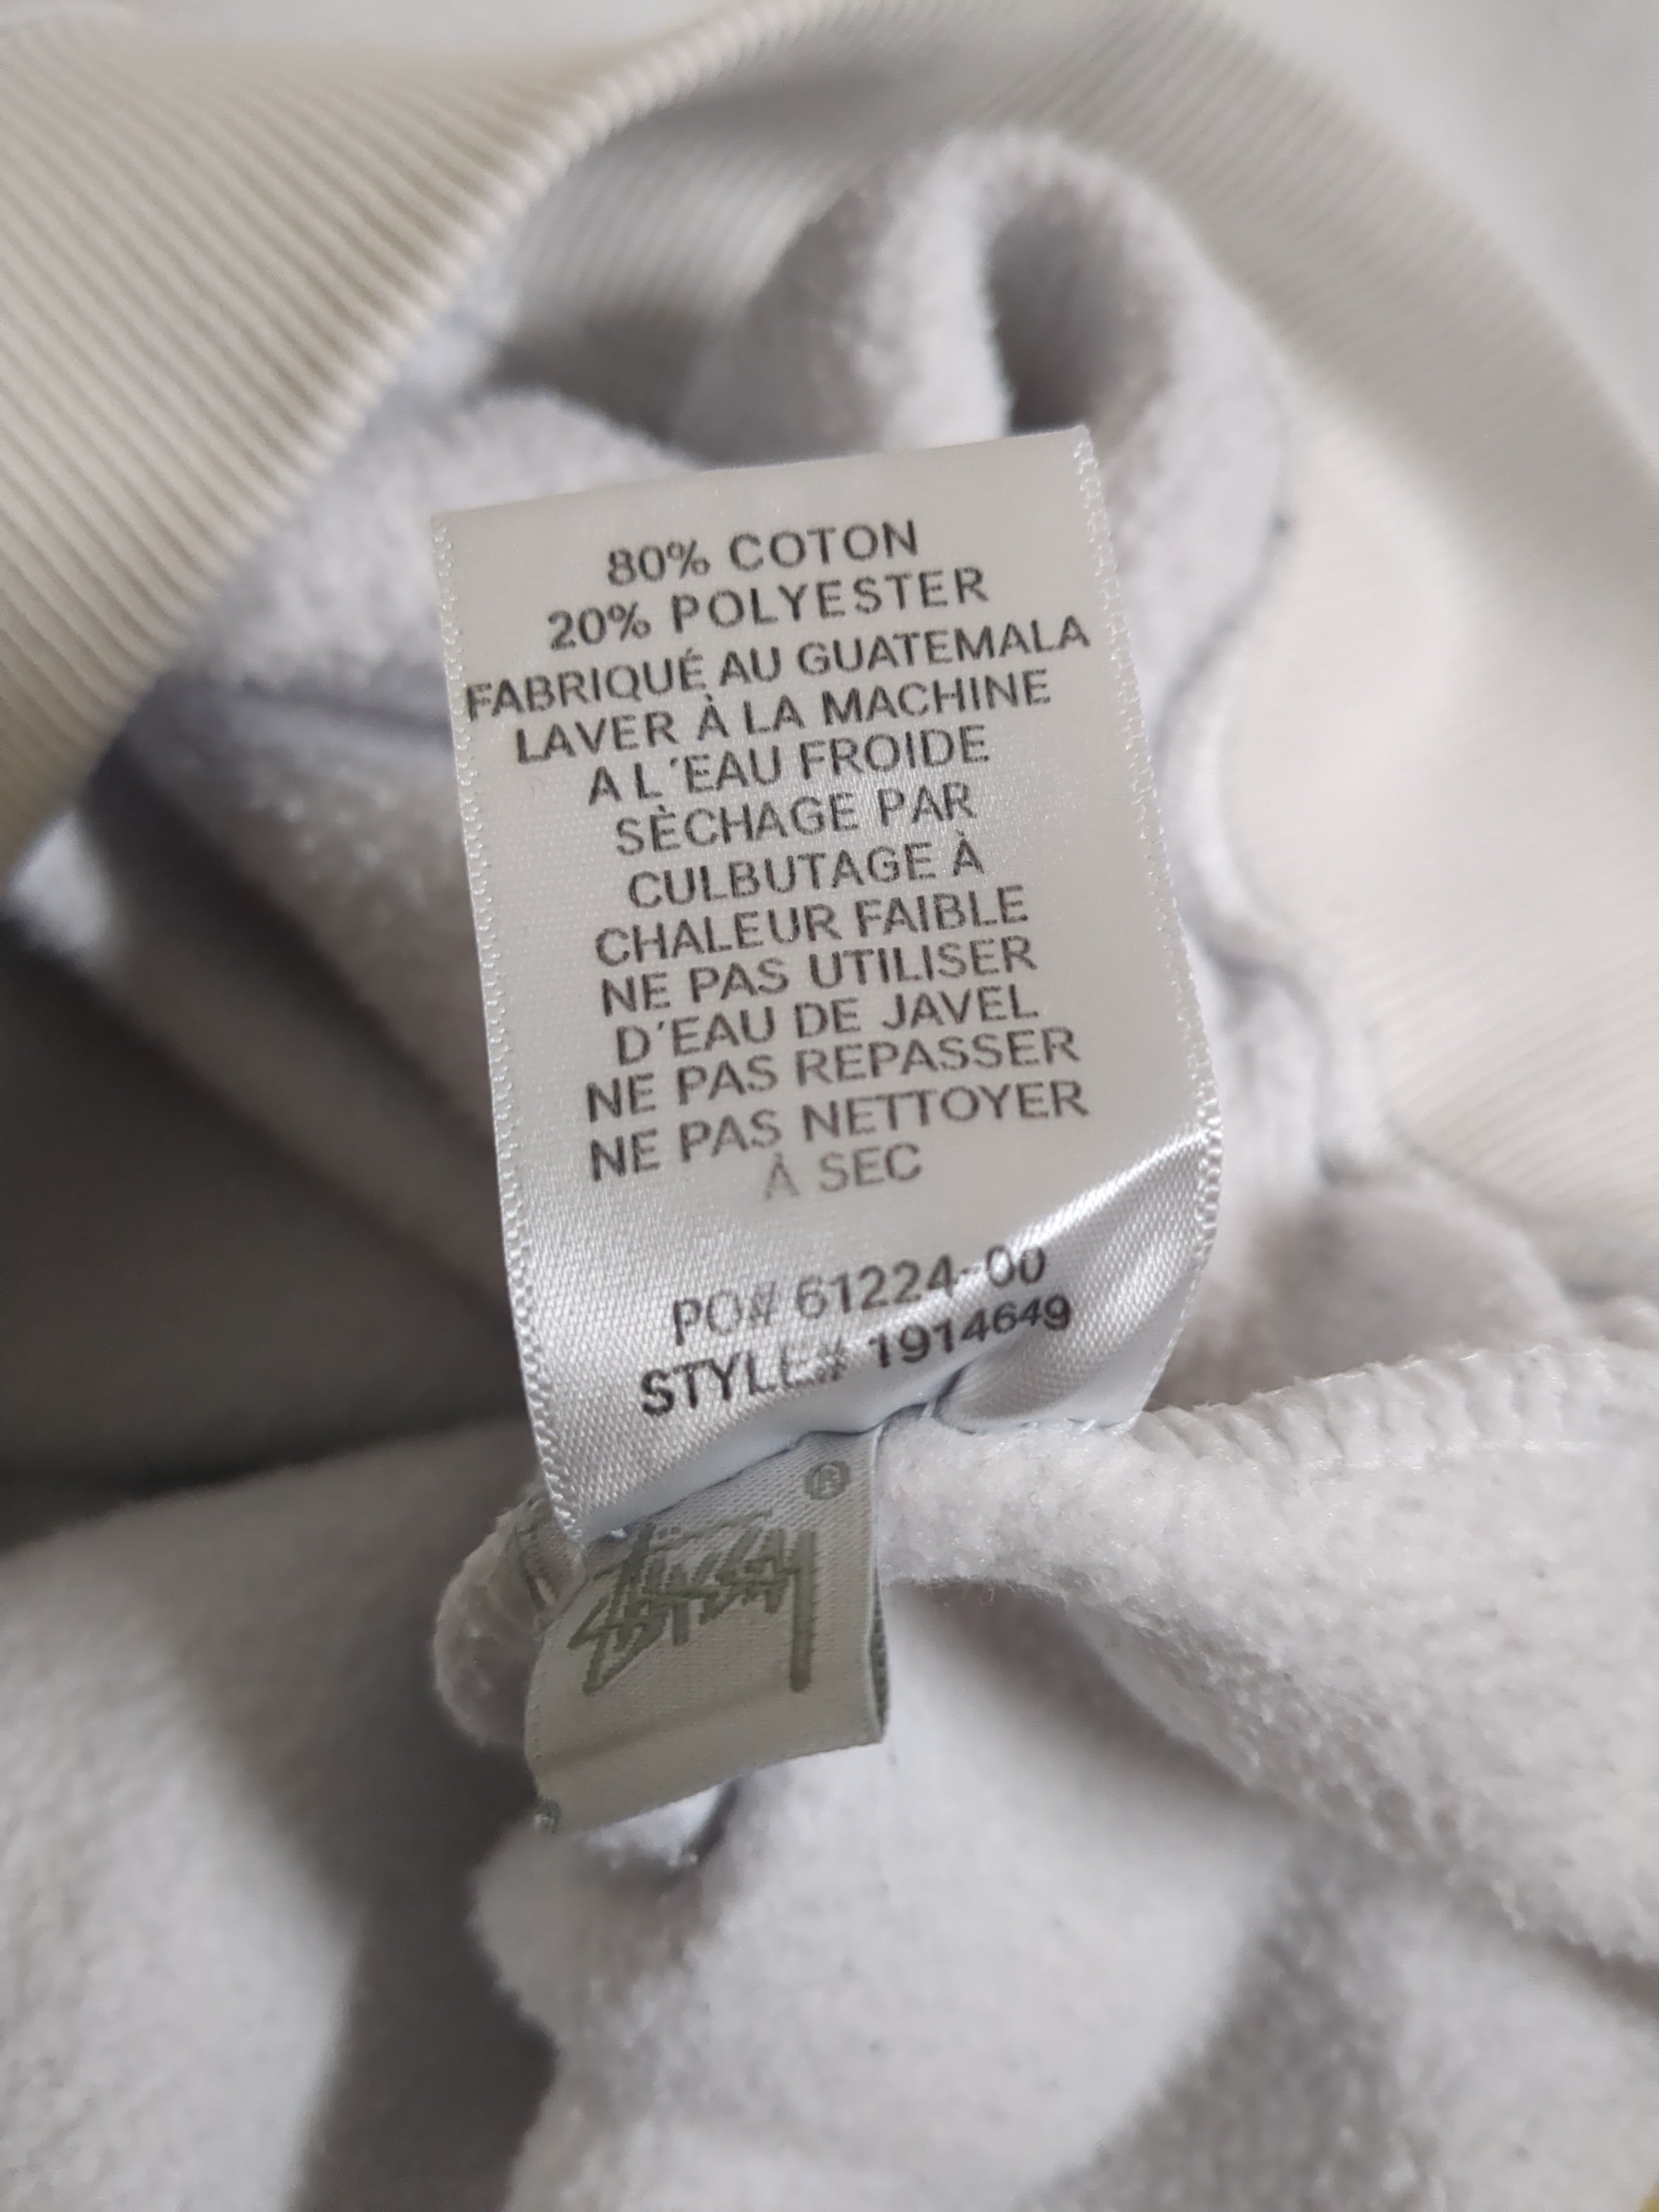 80% COTON
20% POLYESTER
FABRIQUÉ AU GUATEMALA
LAVER À LA MACHINE
A L'EAU FROIDE
SÈCHAGE PAR
CULBUTAGE À
CHALEUR FAIBLE
NE PAS UTILISER
D'EAU DE JAVEL
NE PAS REPASSER
NE PAS NETTOYER
À SEC
PO# 61224-00
STYLE# 1914649
®
Stüssy